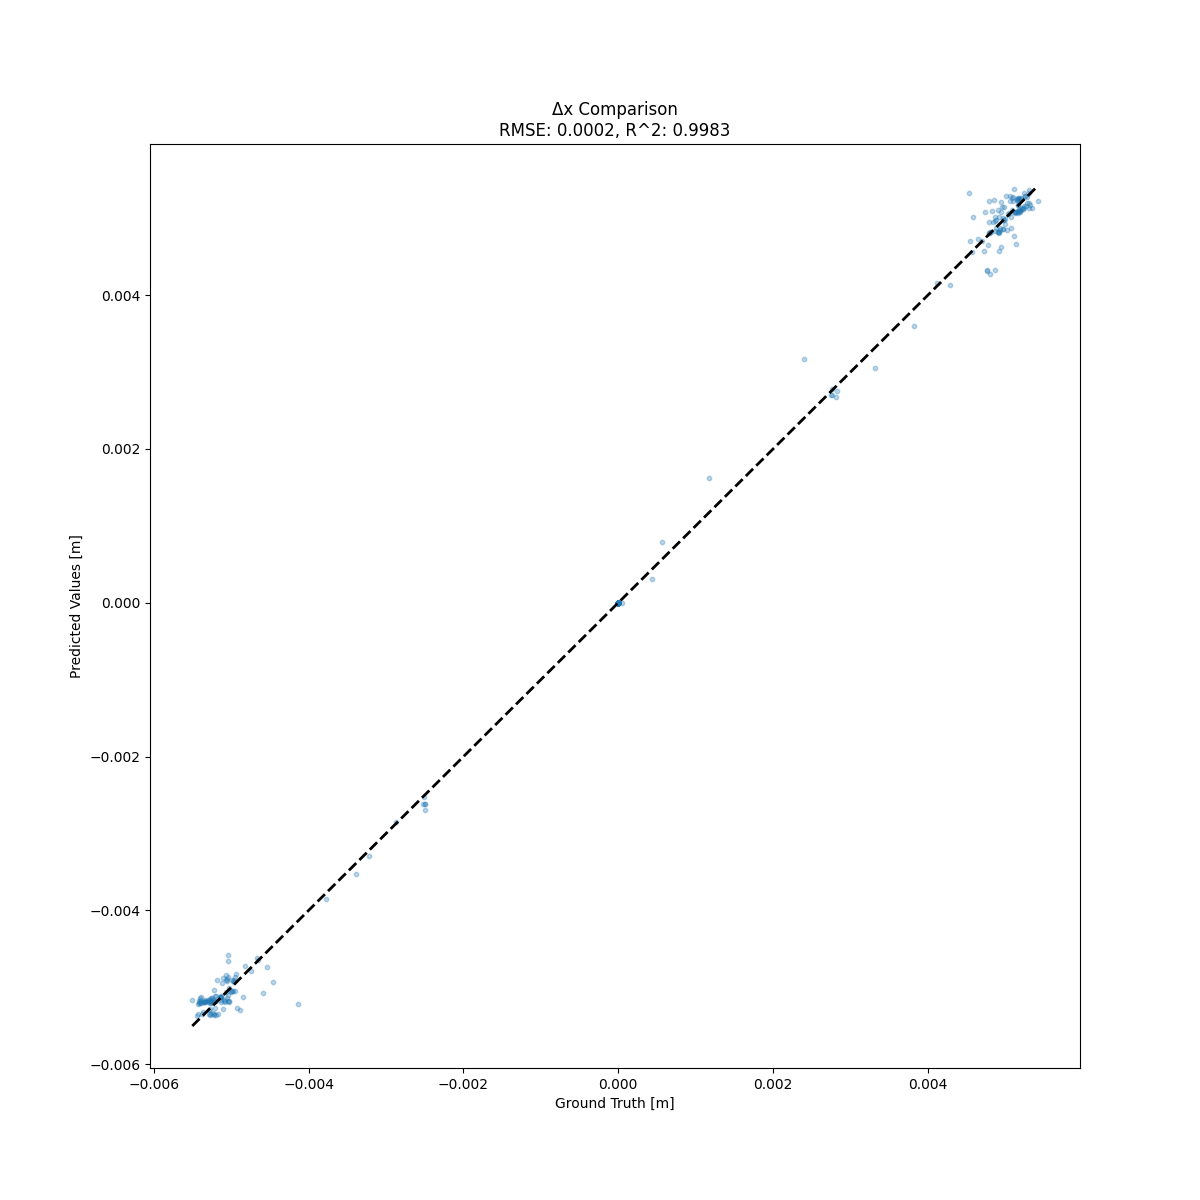 Δx Comparison
RMSE: 0.0002, R^2: 0.9983
0.004
0.002
0.000
−0.002
−0.004
−0.006
Predicted Values [m]
−0.006 −0.004 −0.002 0.000 0.002 0.004
Ground Truth [m]